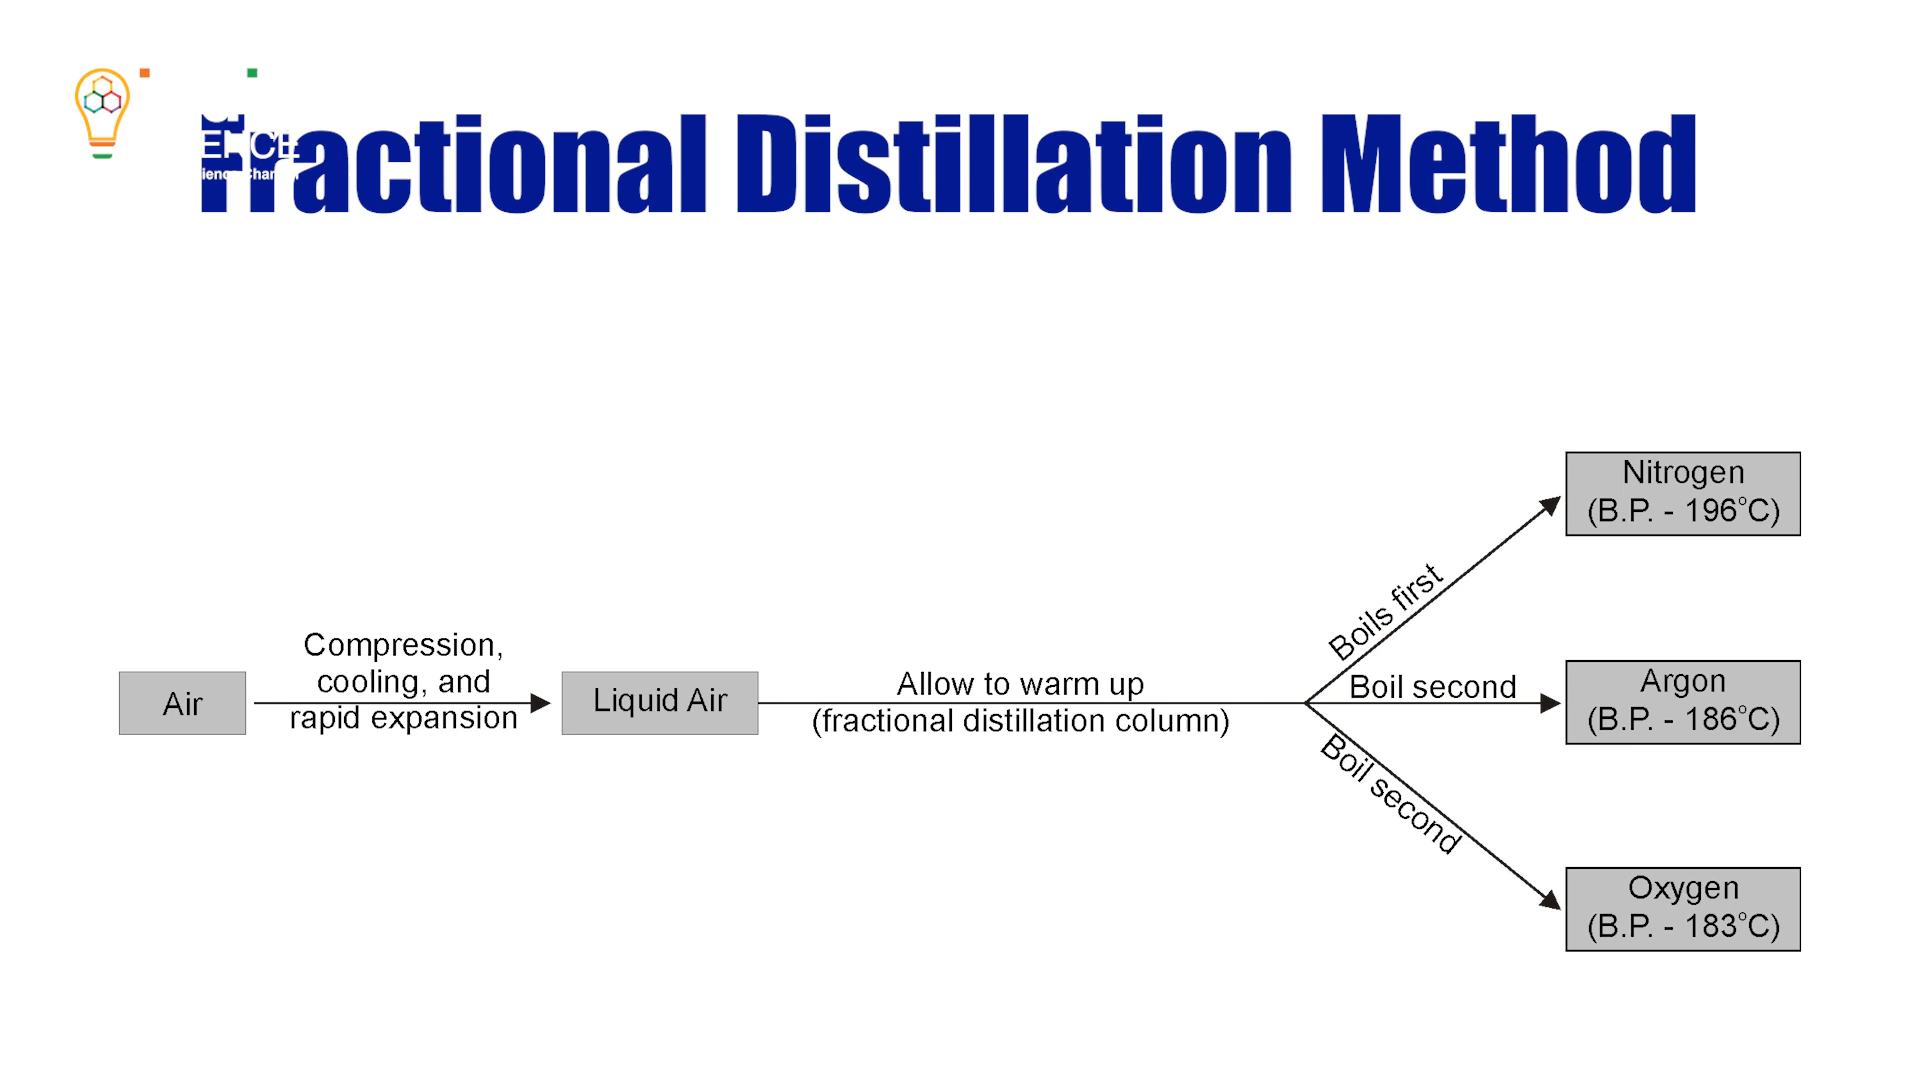 Fractional Distillation Method
ENCE
Nitrogen
(B.P. - 196°C)
Boils first
Compression,
cooling, and
rapid expansion
Air
Liquid Air
Allow to warm up
(fractional distillation column)
Boil second
Argon
(B.P. - 186°C)
Boil second
Oxygen
(B.P. - 183°C)